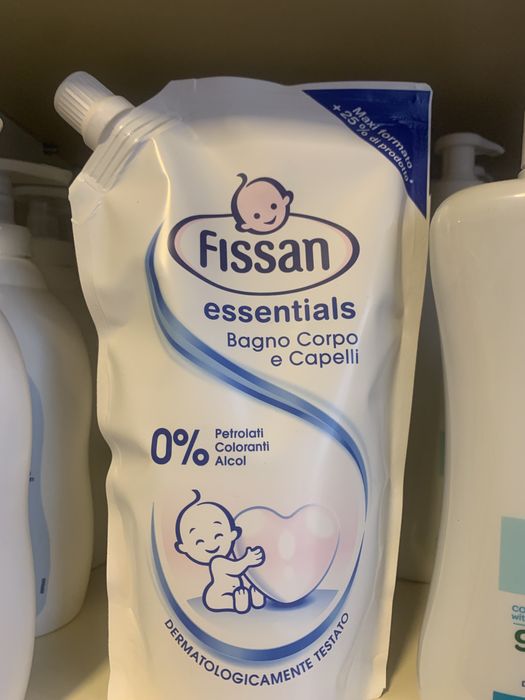 Maxi formato
+ 25% di prodotto
Fissan
essentials
Bagno Corpo
e Capelli
0%
Petrolati
Coloranti
Alcol
DERMATOLOGICAMENTE TESTATO